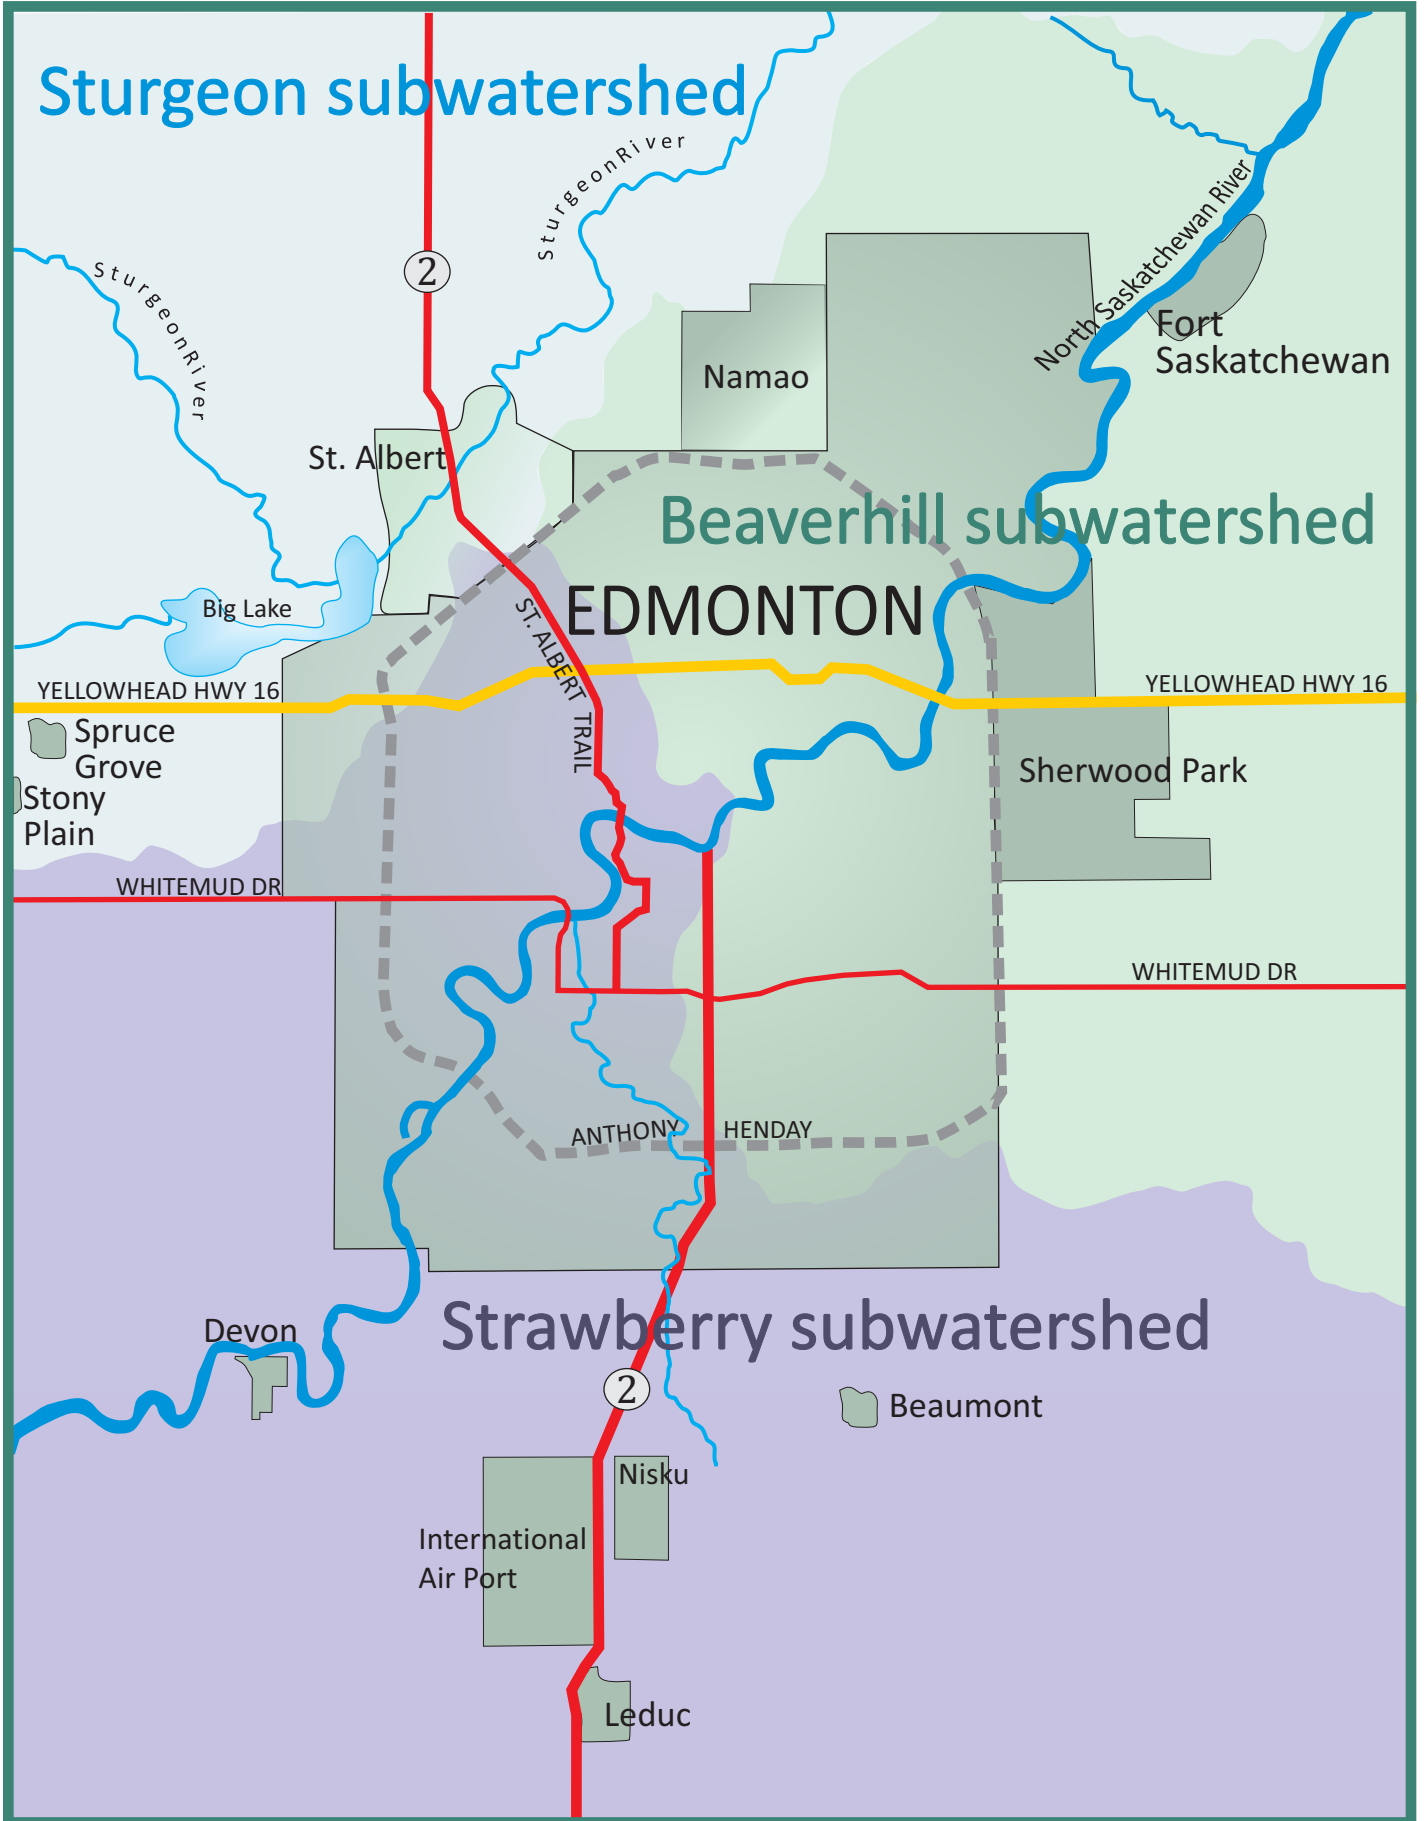 Sturgeon subwatershed
SturgeonRiver
2
SturgeonRiver
North Saskatchewan River
Fort
Saskatchewan
Namao
St. Albert
Beaverhill subwatershed
EDMONTON
Big Lake
ST. ALBERT TRAIL
YELLOWHEAD HWY 16
YELLOWHEAD HWY 16
Spruce
Grove
Sherwood Park
Stony
Plain
WHITEMUD DR
WHITEMUD DR
ANTHONY HENDAY
Devon
Strawberry subwatershed
2
Beaumont
Nisku
International
Air Port
Leduc